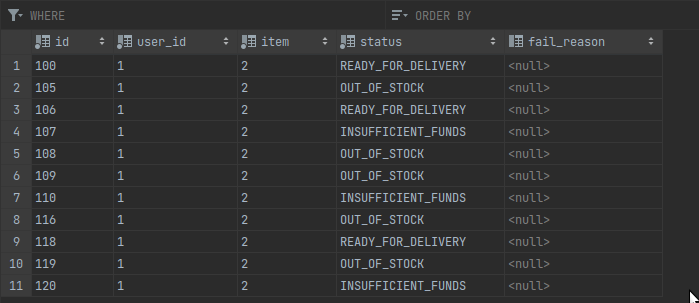 WHERE ORDER BY
id user_id item status fail_reason
1 100 1 2 READY_FOR_DELIVERY <null>
2 105 1 2 OUT_OF_STOCK <null>
3 106 1 2 READY_FOR_DELIVERY <null>
4 107 1 2 INSUFFICIENT_FUNDS <null>
5 108 1 2 OUT_OF_STOCK <null>
6 109 1 2 OUT_OF_STOCK <null>
7 110 1 2 INSUFFICIENT_FUNDS <null>
8 116 1 2 OUT_OF_STOCK <null>
9 118 1 2 READY_FOR_DELIVERY <null>
10 119 1 2 OUT_OF_STOCK <null>
11 120 1 2 INSUFFICIENT_FUNDS <null>